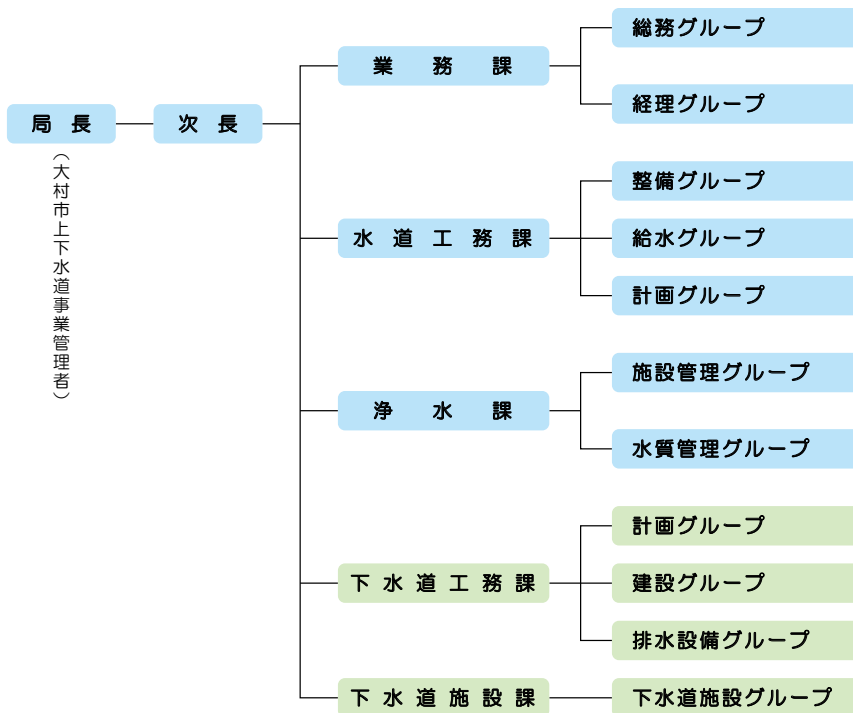 局長
(大村市上下水道事業管理者)
次長
業務課
総務グループ
経理グループ
水道工務課
整備グループ
給水グループ
計画グループ
浄水課
施設管理グループ
水質管理グループ
下水道工務課
計画グループ
建設グループ
排水設備グループ
下水道施設課
下水道施設グループ